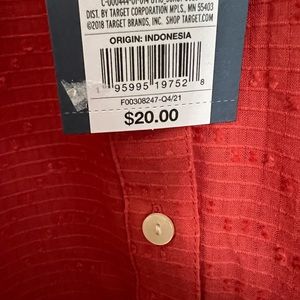 DIST. BY TARGET CORPORATION MPLS, MN 55403
©2018 TARGET BRANDS, INC. SHOP TARGET.COM
ORIGIN: INDONESIA
95995 19752 8
F00308247-Q4/21
$20.00